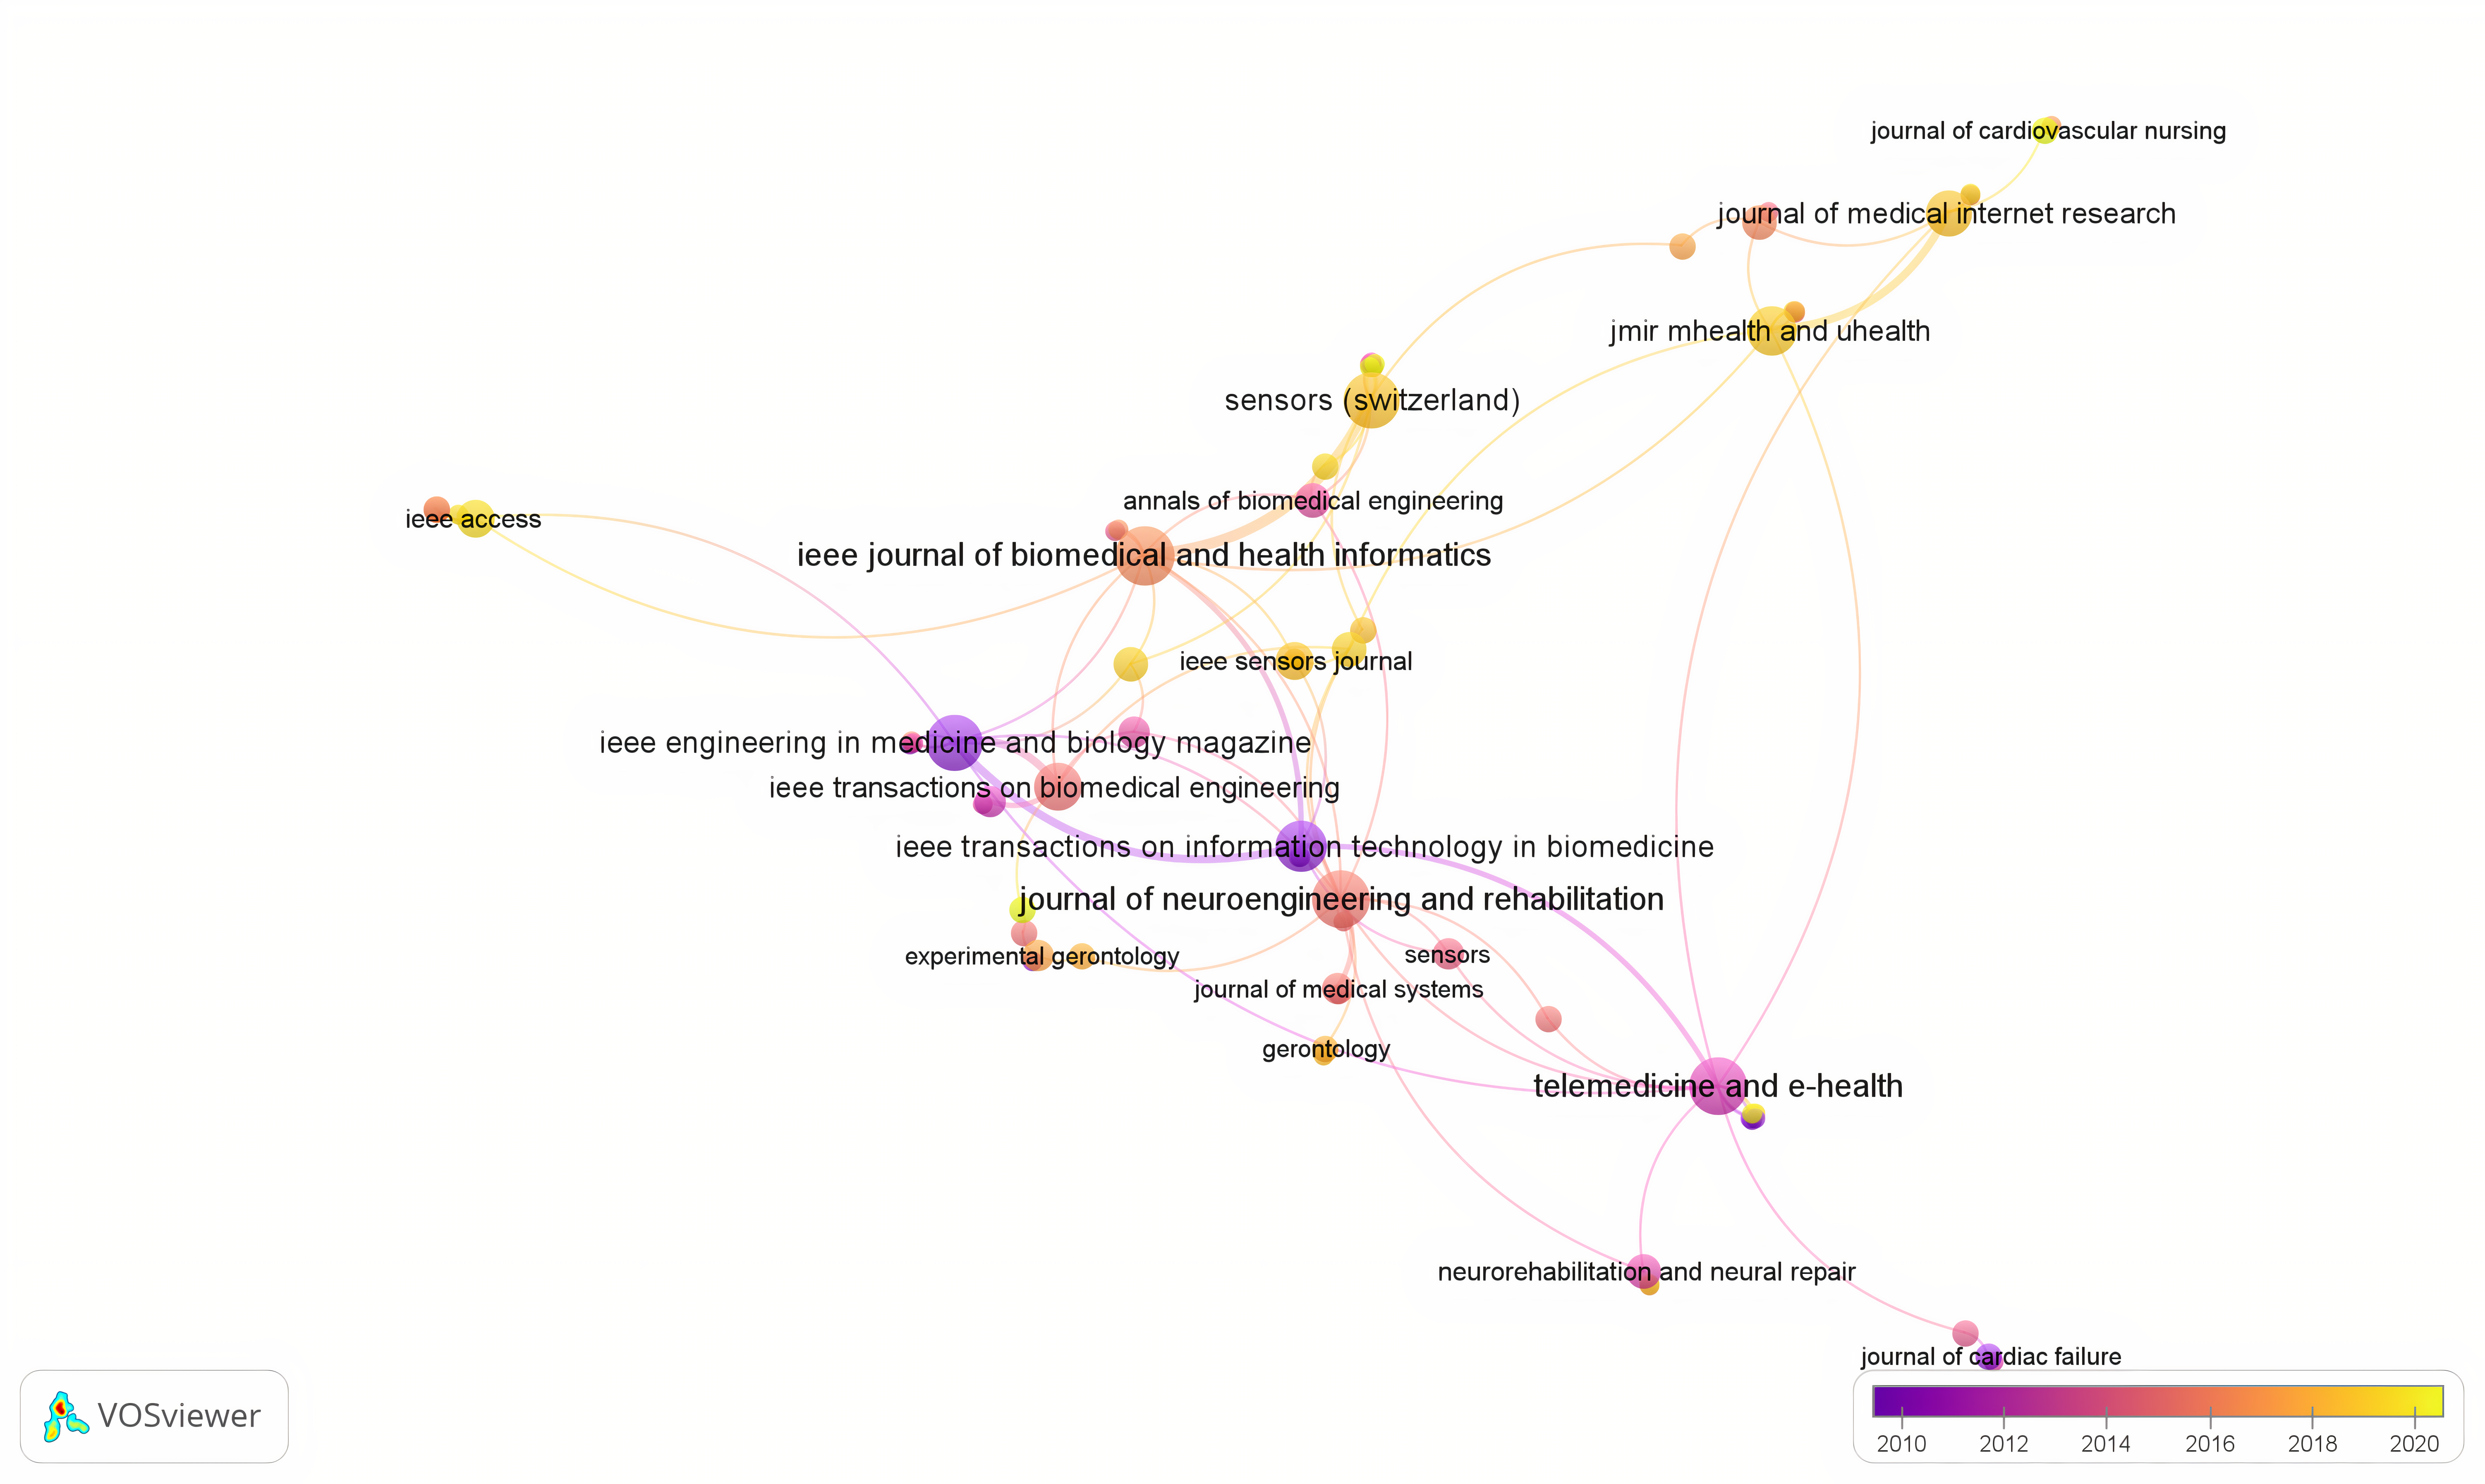 journal of cardiovascular nursing
journal of medical internet research
jmir mhealth and uhealth
sensors (switzerland)
annals of biomedical engineering
ieee access
ieee journal of biomedical and health informatics
ieee sensors journal
ieee engineering in medicine and biology magazine
ieee transactions on biomedical engineering
ieee transactions on information technology in biomedicine
journal of neuroengineering and rehabilitation
experimental gerontology
sensors
journal of medical systems
gerontology
telemedicine and e-health
neurorehabilitation and neural repair
journal of cardiac failure
VOSviewer
2010 2012 2014 2016 2018 2020